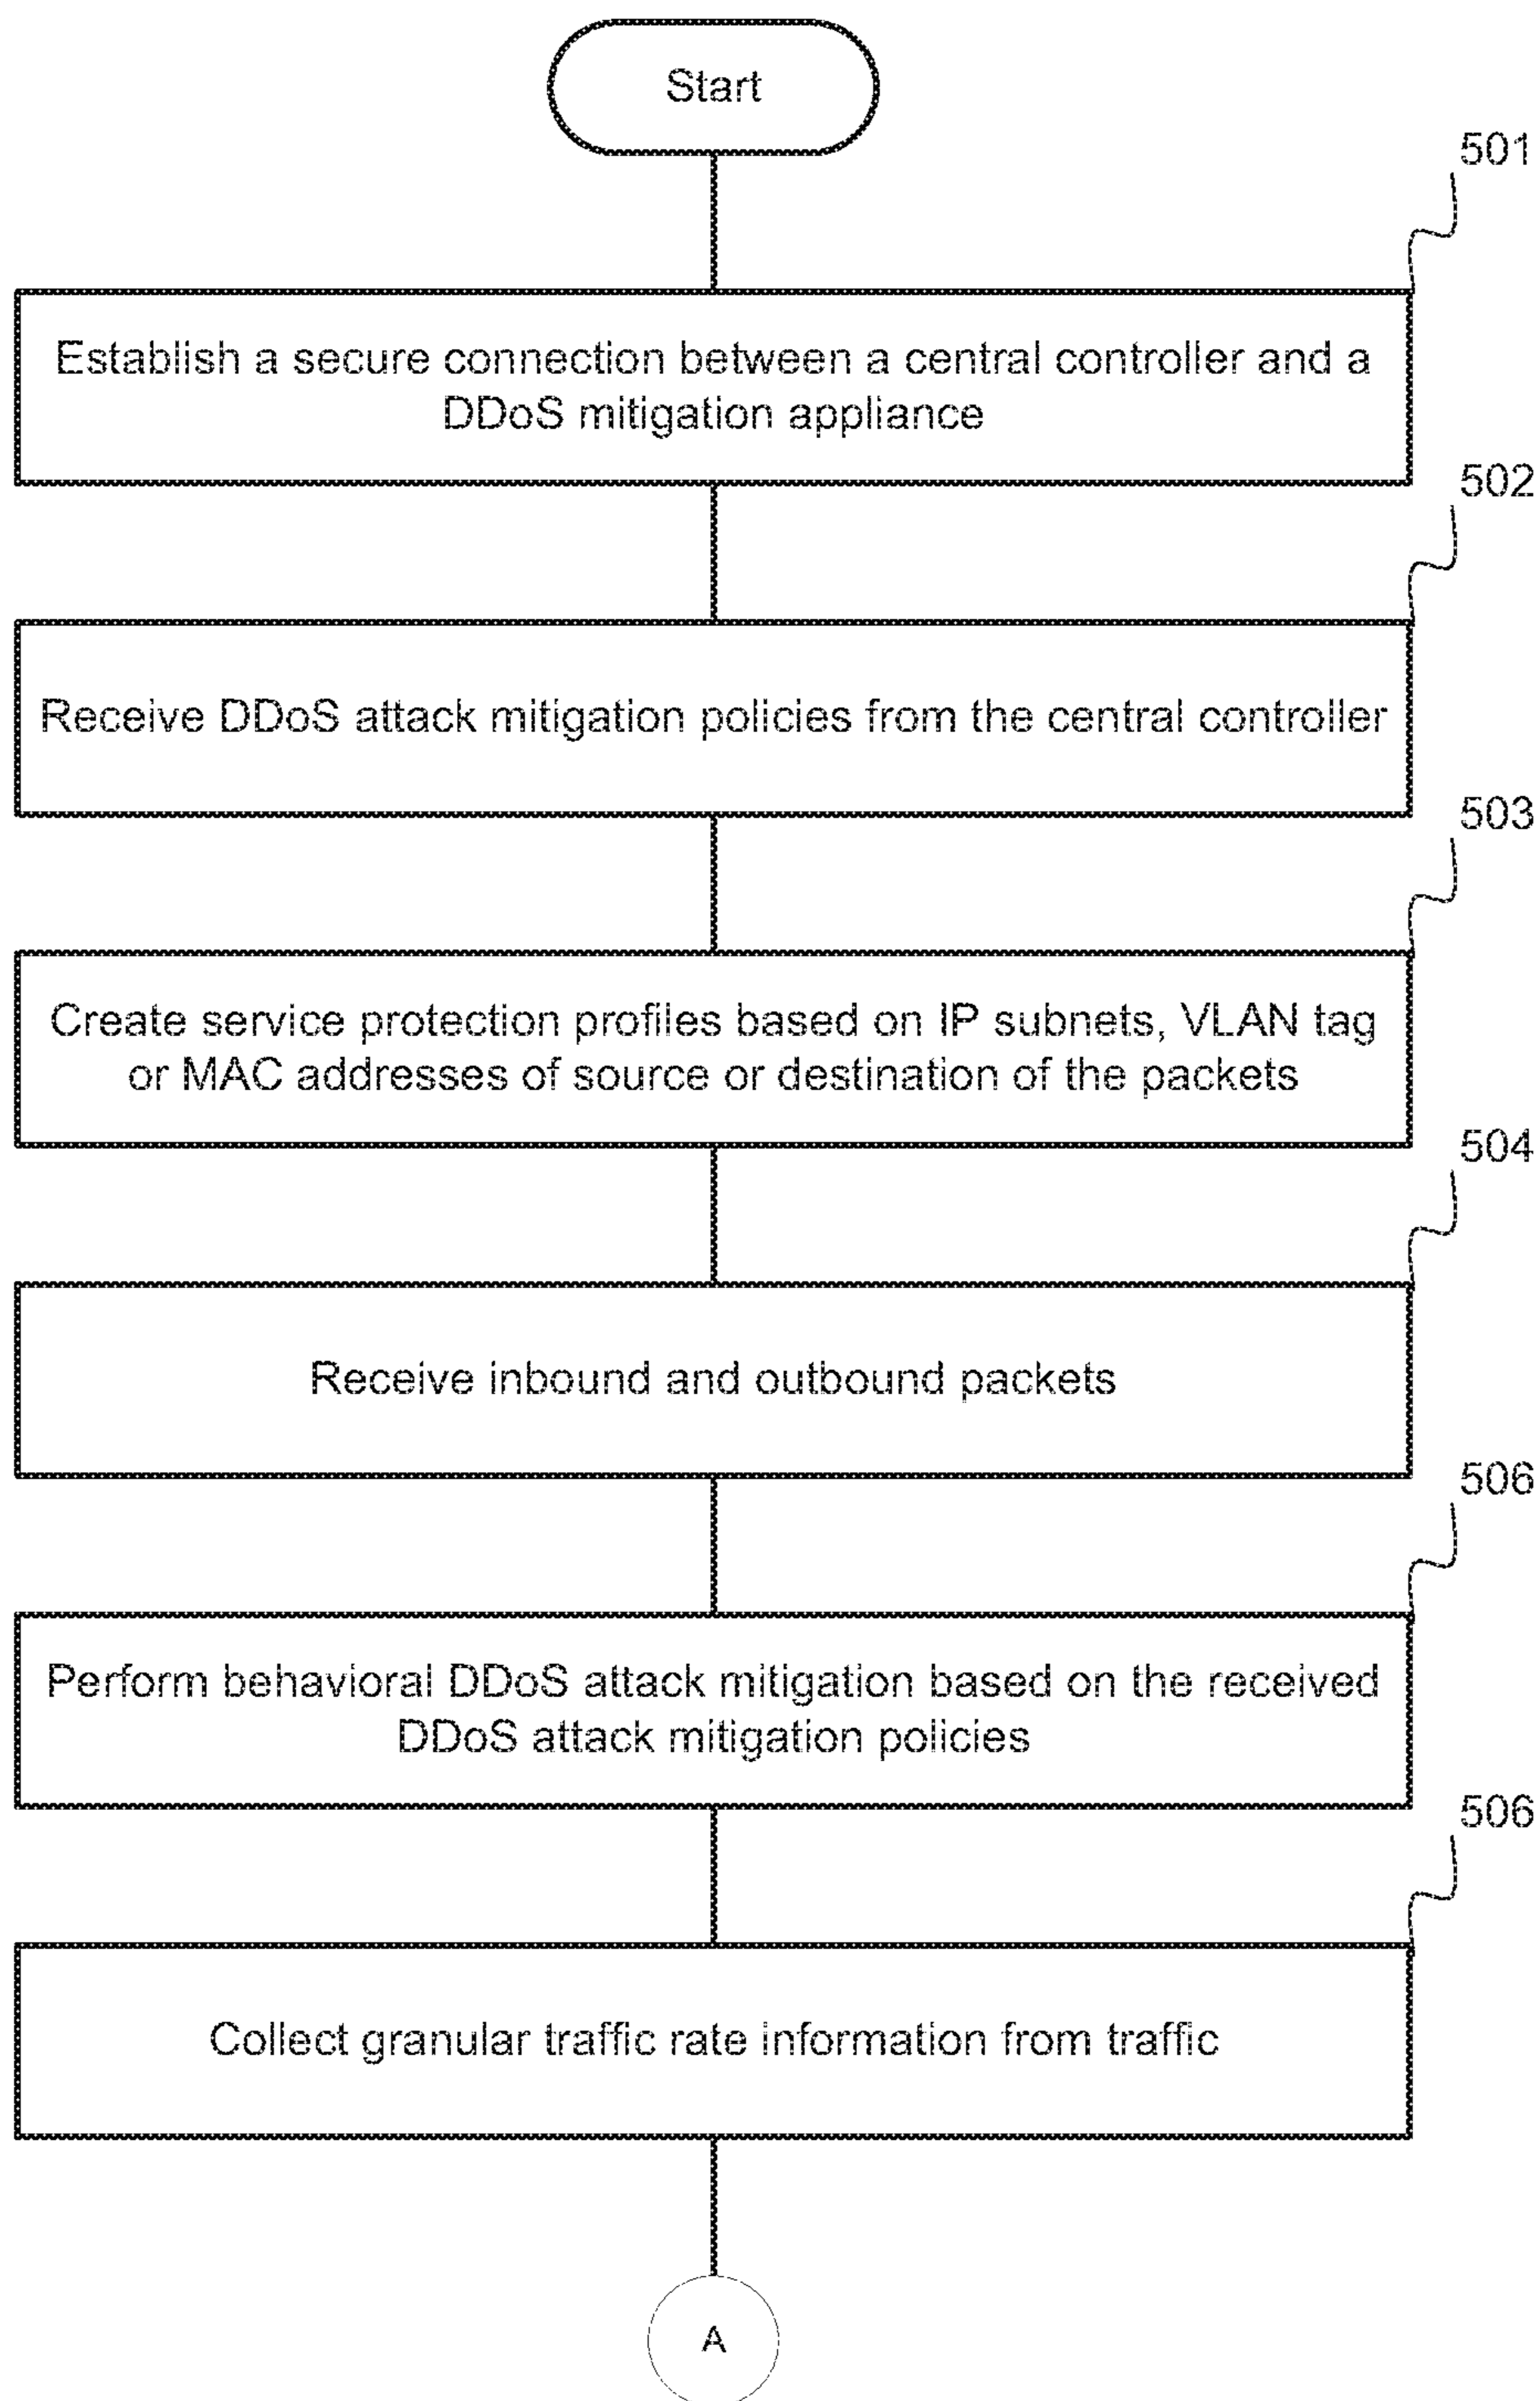 Start
501
Establish a secure connection between a central controller and a
DDoS mitigation appliance
502
Receive DDoS attack mitigation policies from the central controller
503
Create service protection profiles based on IP subnets, VLAN tag
or MAC addresses of source or destination of the packets
504
Receive inbound and outbound packets
506
Perform behavioral DDoS attack mitigation based on the received
DDoS attack mitigation policies
506
Collect granular traffic rate information from traffic
A